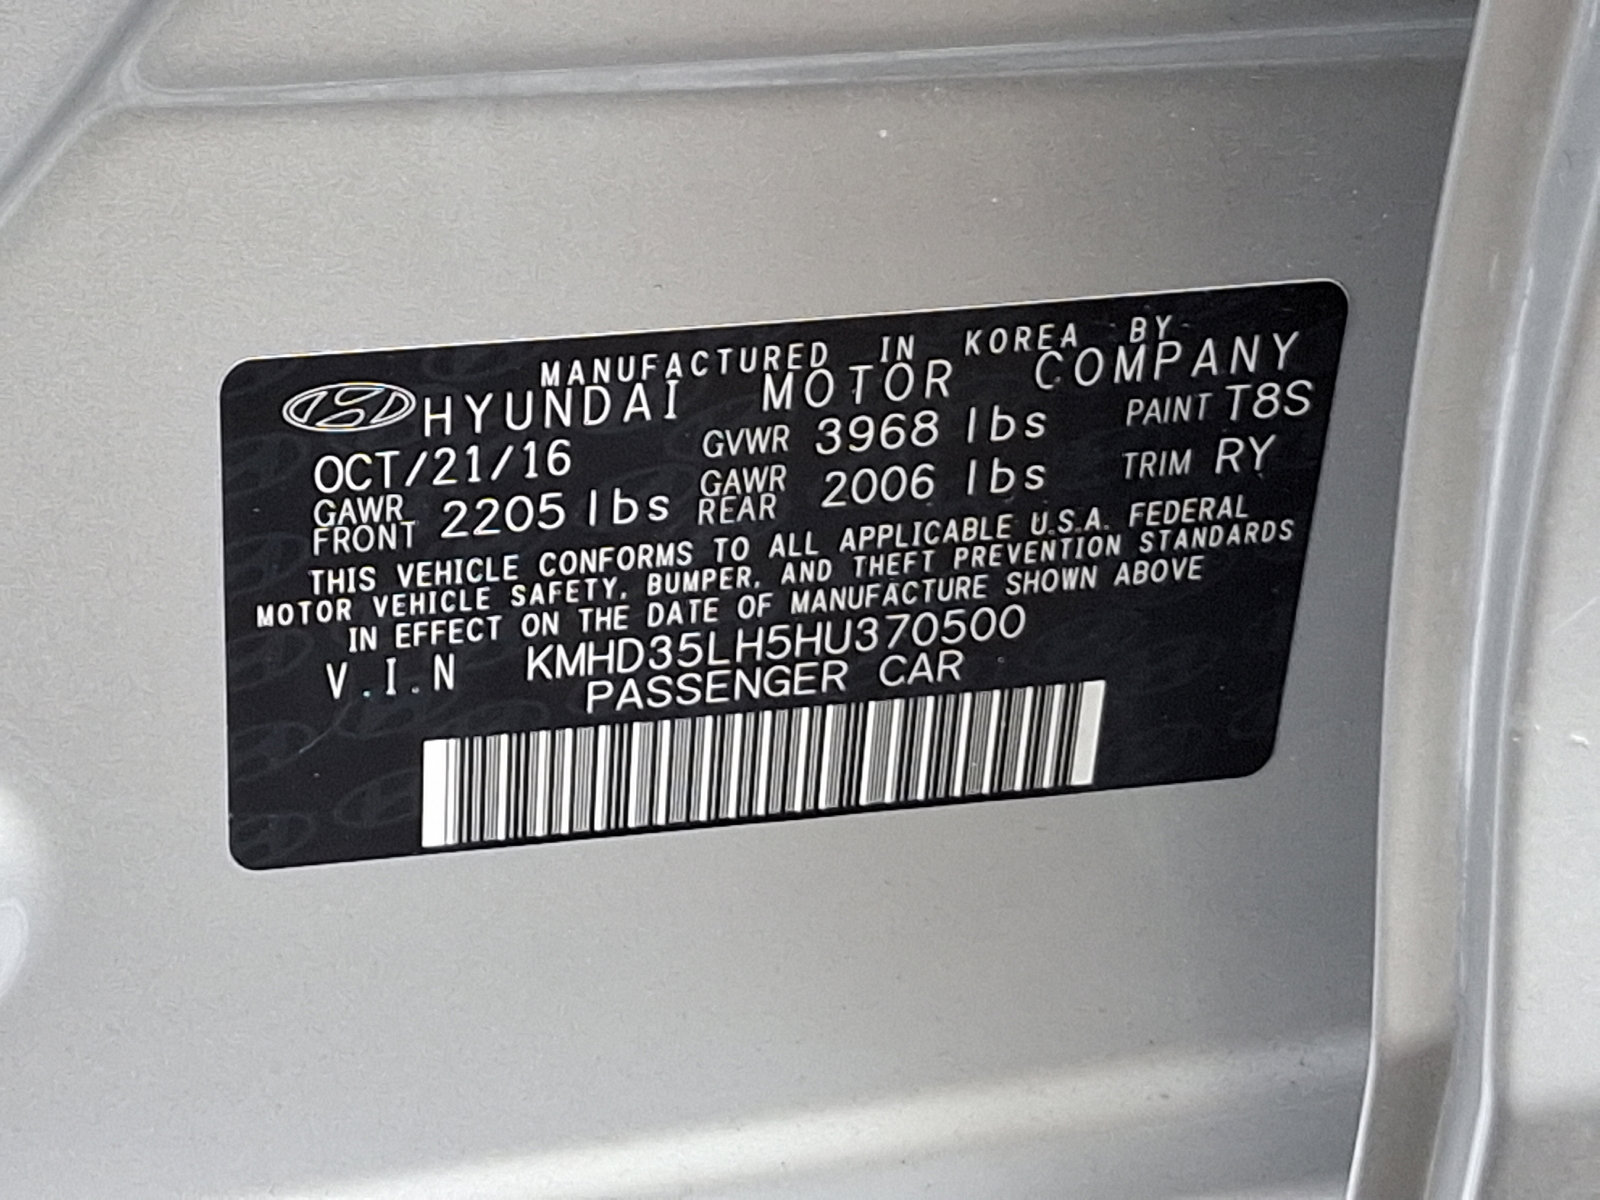 MANUFACTURED IN KOREA BY
HYUNDAI MOTOR COMPANY
OCT/21/16 GVWR 3968 lbs PAINT T8S
GAWR FRONT 2205 lbs GAWR REAR 2006 lbs TRIM RY
THIS VEHICLE CONFORMS TO ALL APPLICABLE U.S.A. FEDERAL
MOTOR VEHICLE SAFETY, BUMPER, AND THEFT PREVENTION STANDARDS
IN EFFECT ON THE DATE OF MANUFACTURE SHOWN ABOVE
V.I.N KMHD35LH5HU370500
PASSENGER CAR